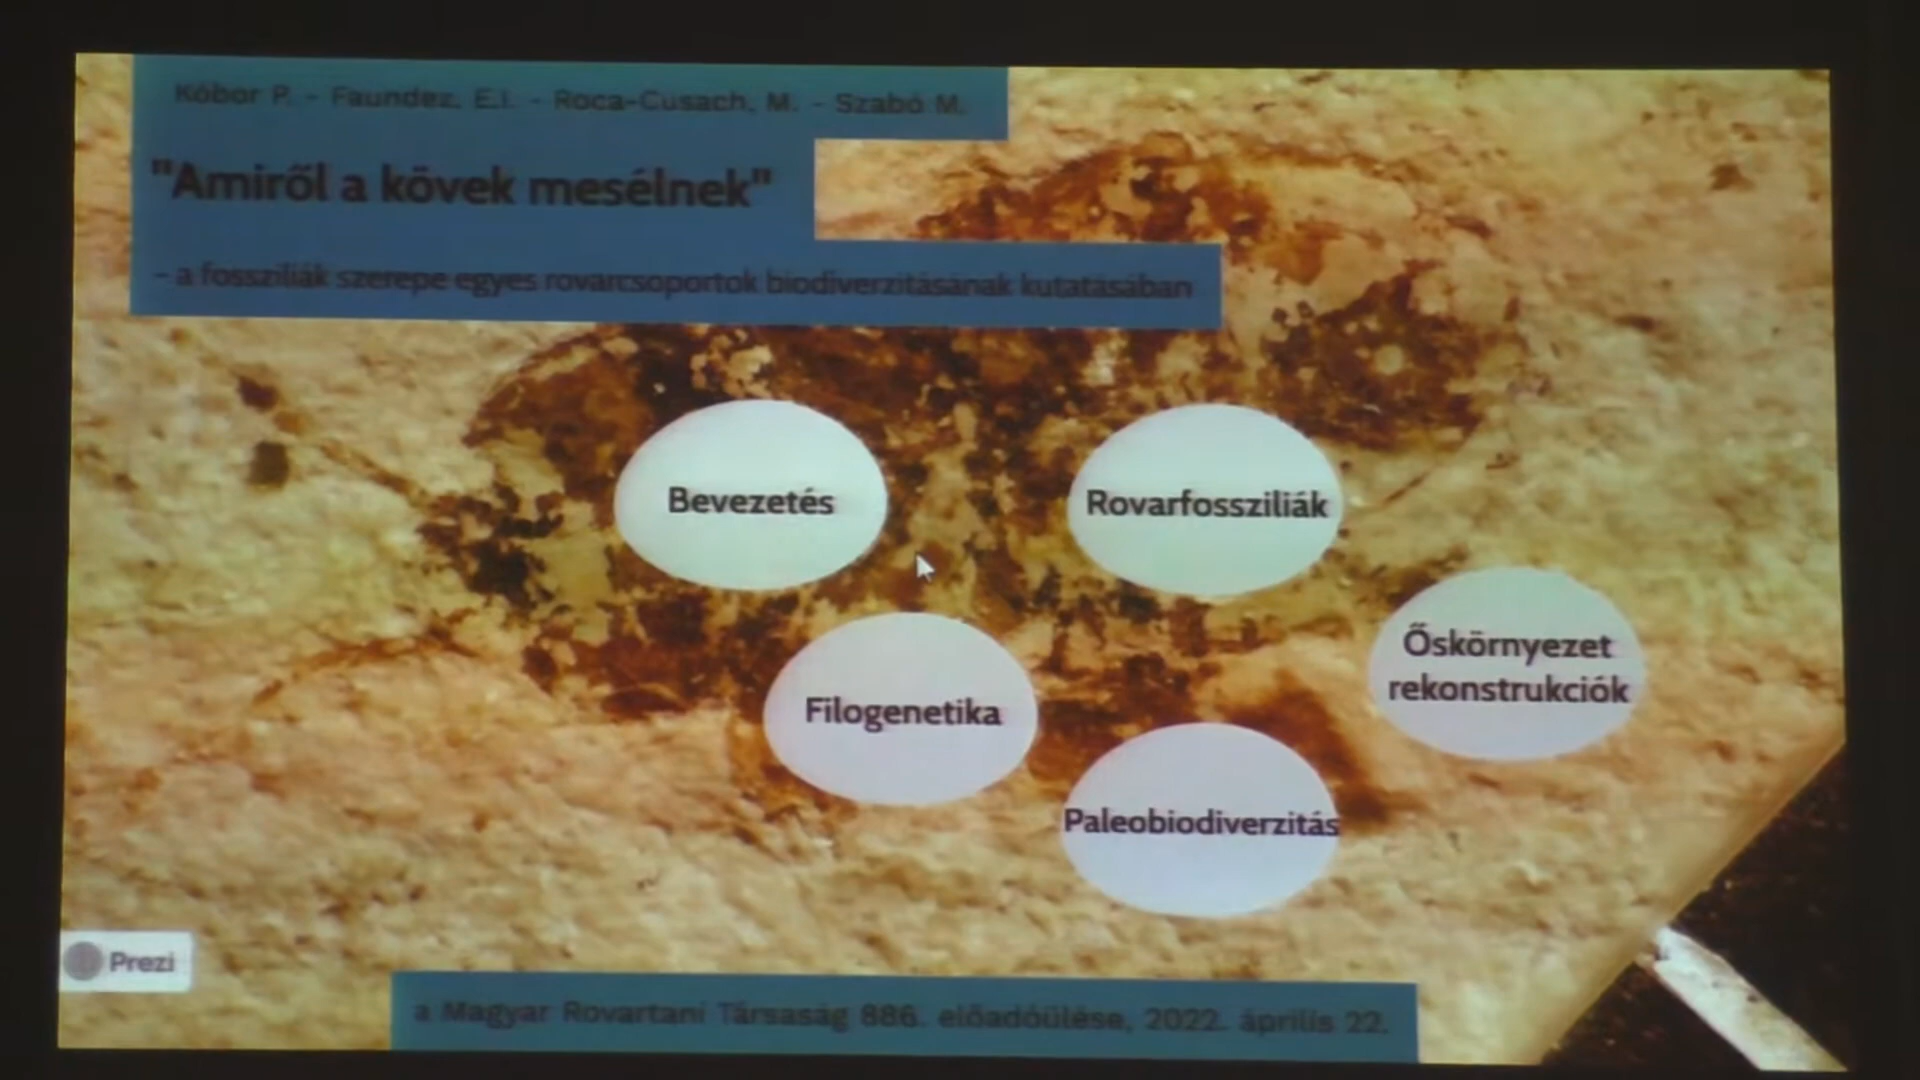 Kóbor P. - Faundez, E.I. - Roca-Cusach, M. - Szabó M.
"Amiről a kövek mesélnek"
- a fossziliák szerepe egyes rovarcsoportok biodiverzitásának kutatásában
Bevezetés
Rovarfossziliák
Őskörnyezet
rekonstrukciók
Filogenetika
Paleobiodiverzitás
Prezi
a Magyar Rovartani Társaság 886. előadóülése, 2022. április 22.